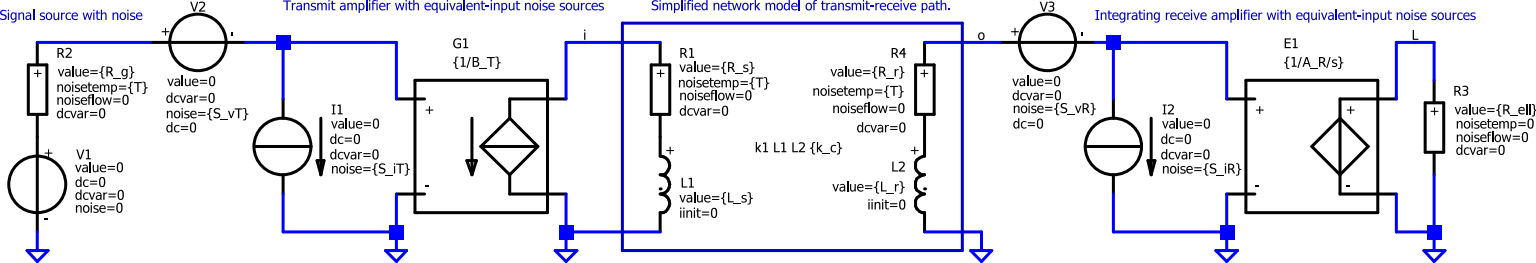 Signal source with noise
R2
value={R_g}
noisetemp={T}
noiseflow=0
dcvar=0
+
V1
value=0
dc=0
dcvar=0
noise=0
+
-
V2
+
-
value=0
dcvar=0
noise={S_vT}
dc=0
Transmit amplifier with equivalent-input noise sources
I1
value=0
dc=0
dcvar=0
noise={S_iT}
G1
{1/B_T}
+
-
i
Simplified network model of transmit-receive path.
R1
value={R_s}
noisetemp={T}
noiseflow=0
dcvar=0
+
L1
value={L_s}
iinit=0
+
k1 L1 L2 {k_c}
R4
value={R_r}
noisetemp={T}
noiseflow=0
dcvar=0
+
L2
value={L_r}
iinit=0
+
o
V3
+
-
value=0
dcvar=0
noise={S_vR}
dc=0
Integrating receive amplifier with equivalent-input noise sources
I2
value=0
dc=0
dcvar=0
noise={S_iR}
E1
{1/A_R/s}
+
-
+
-
L
R3
value={R_ell}
noisetemp=0
noiseflow=0
dcvar=0
+